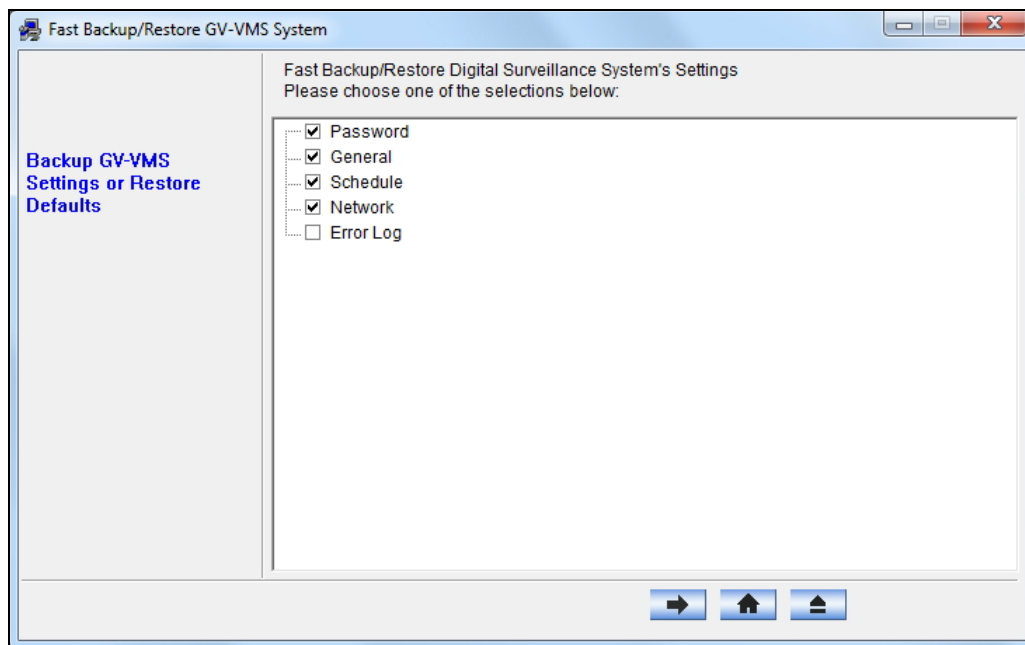 Fast Backup/Restore GV-VMS System
Fast Backup/Restore Digital Surveillance System's Settings
Please choose one of the selections below:
Backup GV-VMS
Settings or Restore
Defaults
Password
General
Schedule
Network
Error Log